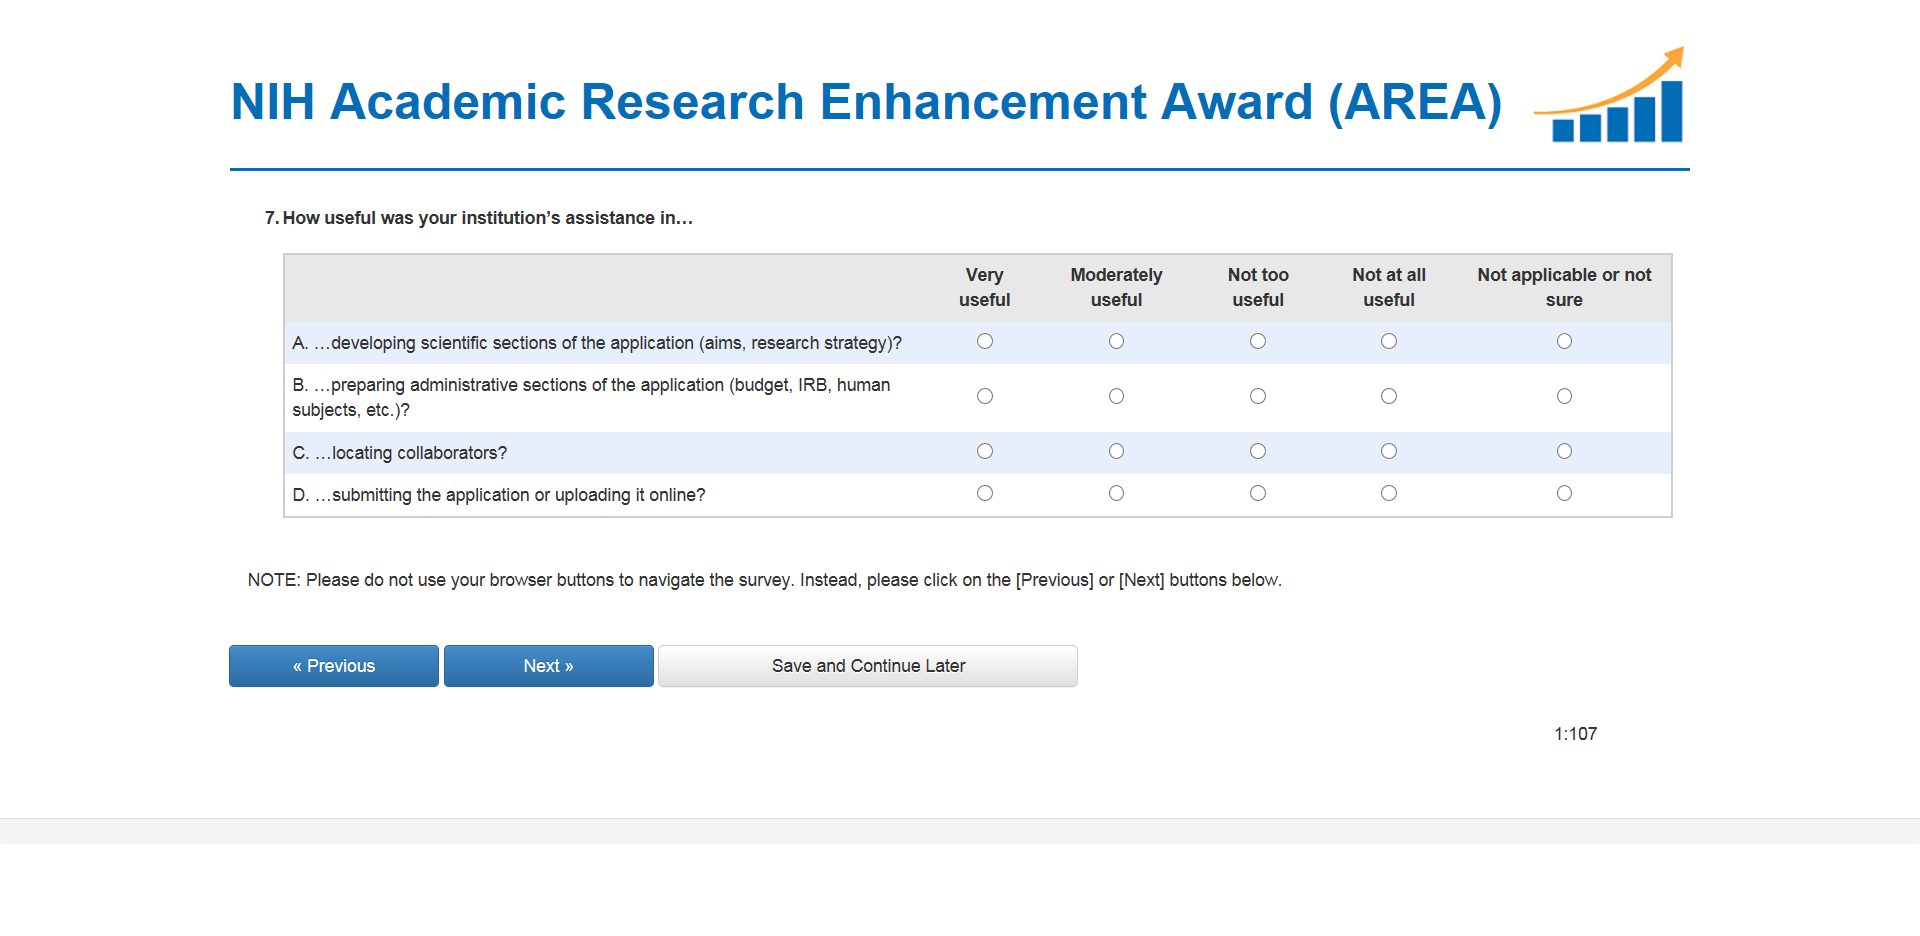 NIH Academic Research Enhancement Award (AREA)
7. How useful was your institution’s assistance in…
Very useful
Moderately useful
Not too useful
Not at all useful
Not applicable or not sure
A. …developing scientific sections of the application (aims, research strategy)?
B. …preparing administrative sections of the application (budget, IRB, human
subjects, etc.)?
C. …locating collaborators?
D. …submitting the application or uploading it online?
NOTE: Please do not use your browser buttons to navigate the survey. Instead, please click on the [Previous] or [Next] buttons below.
« Previous
Next »
Save and Continue Later
1:107